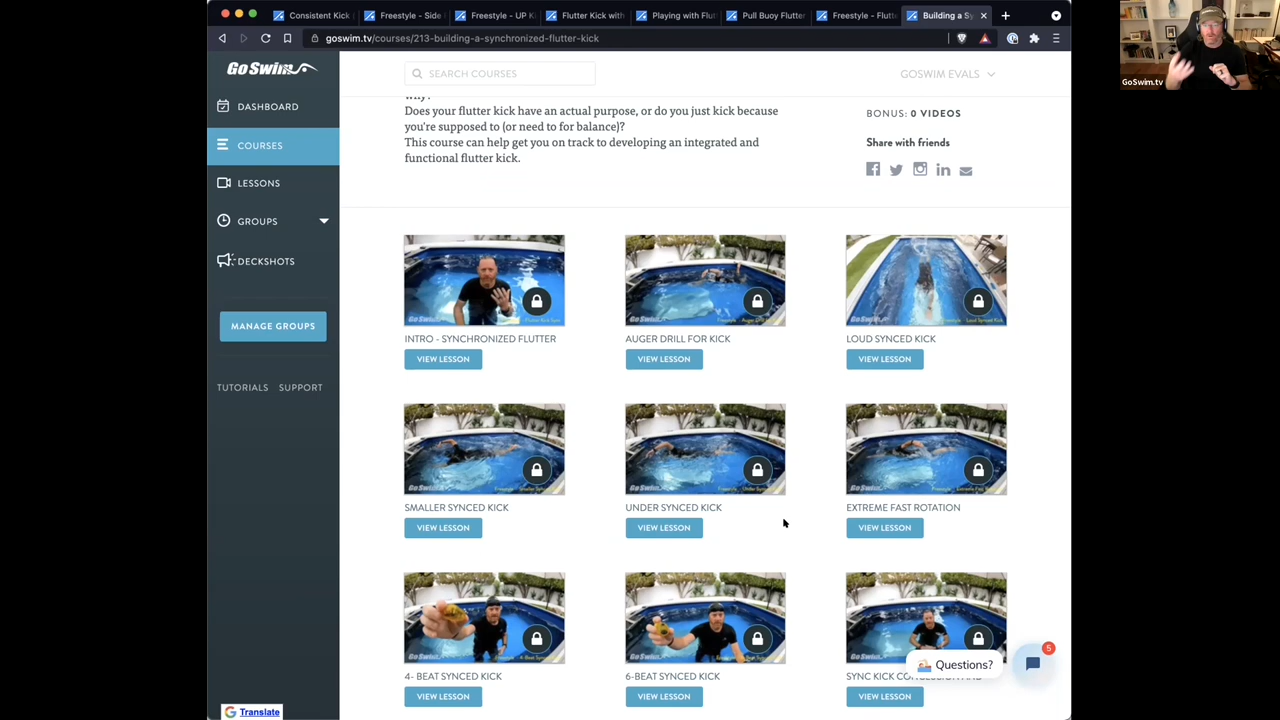 Consistent Kick
Freestyle - Side
Freestyle - UP K
Flutter Kick with
Playing with Flut
Pull Buoy Flutter
Freestyle - Flutte
Building a Sy
goswim.tv/courses/213-building-a-synchronized-flutter-kick
GoSwim
SEARCH COURSES
GOSWIM EVALS
DASHBOARD
COURSES
LESSONS
GROUPS
DECKSHOTS
MANAGE GROUPS
TUTORIALS SUPPORT
why?
Does your flutter kick have an actual purpose, or do you just kick because
you're supposed to (or need to for balance)?
This course can help get you on track to developing an integrated and
functional flutter kick.
BONUS: 0 VIDEOS
Share with friends
INTRO - SYNCHRONIZED FLUTTER
VIEW LESSON
AUGER DRILL FOR KICK
VIEW LESSON
LOUD SYNCED KICK
VIEW LESSON
SMALLER SYNCED KICK
VIEW LESSON
UNDER SYNCED KICK
VIEW LESSON
EXTREME FAST ROTATION
VIEW LESSON
4- BEAT SYNCED KICK
VIEW LESSON
6-BEAT SYNCED KICK
VIEW LESSON
SYNC KICK
VIEW LESSON
Questions?
5
Translate
GoSwim.tv